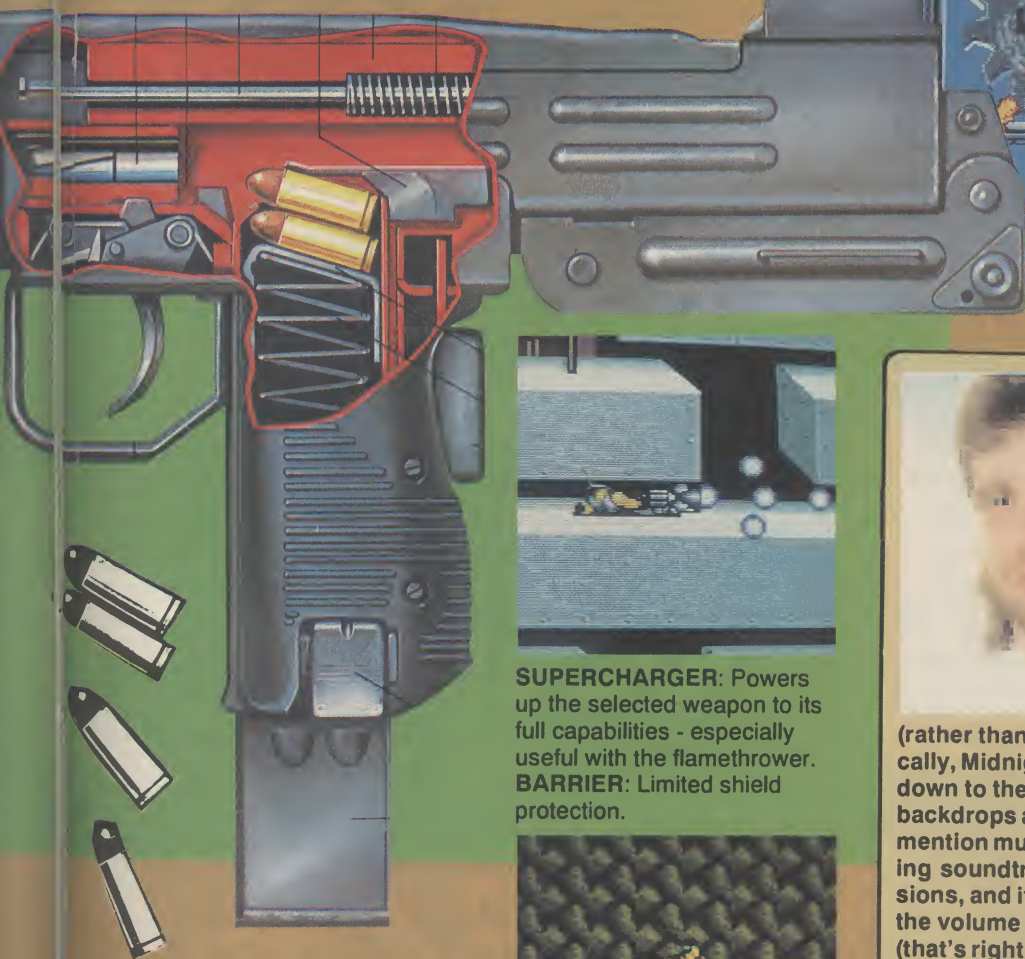 SUPERCHARGER: Powers
up the selected weapon to its
full capabilities - especially
useful with the flamethrower.
BARRIER: Limited shield
protection.
(rather than
cally, Midnig
down to the
backdrops a
mention mu
ing soundtr
sions, and i
the volume
(that's right